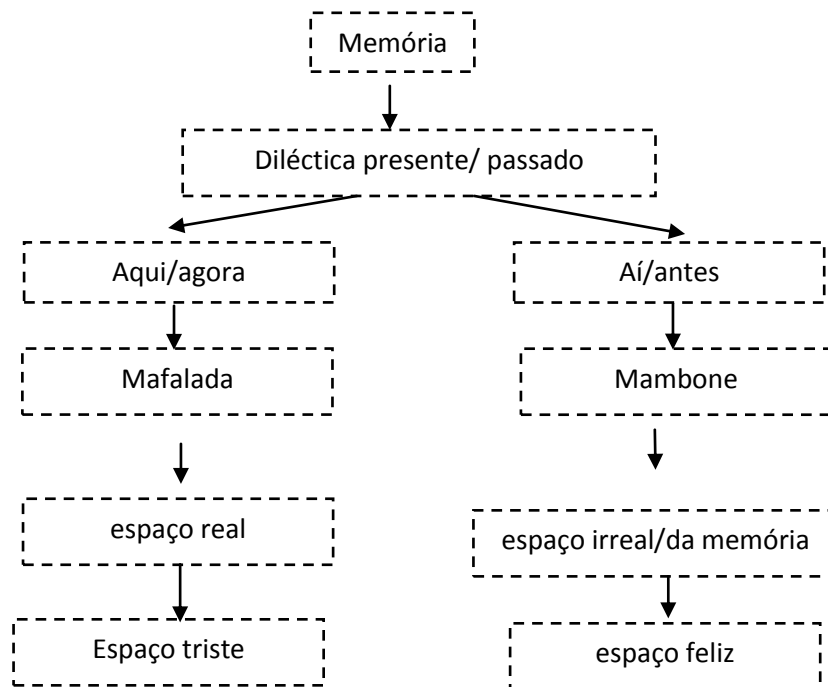 Memória
Diléctica presente/ passado
Aqui/agora
Aí/antes
Mafalada
Mambone
espaço real
espaço irreal/da memória
Espaço triste
espaço feliz